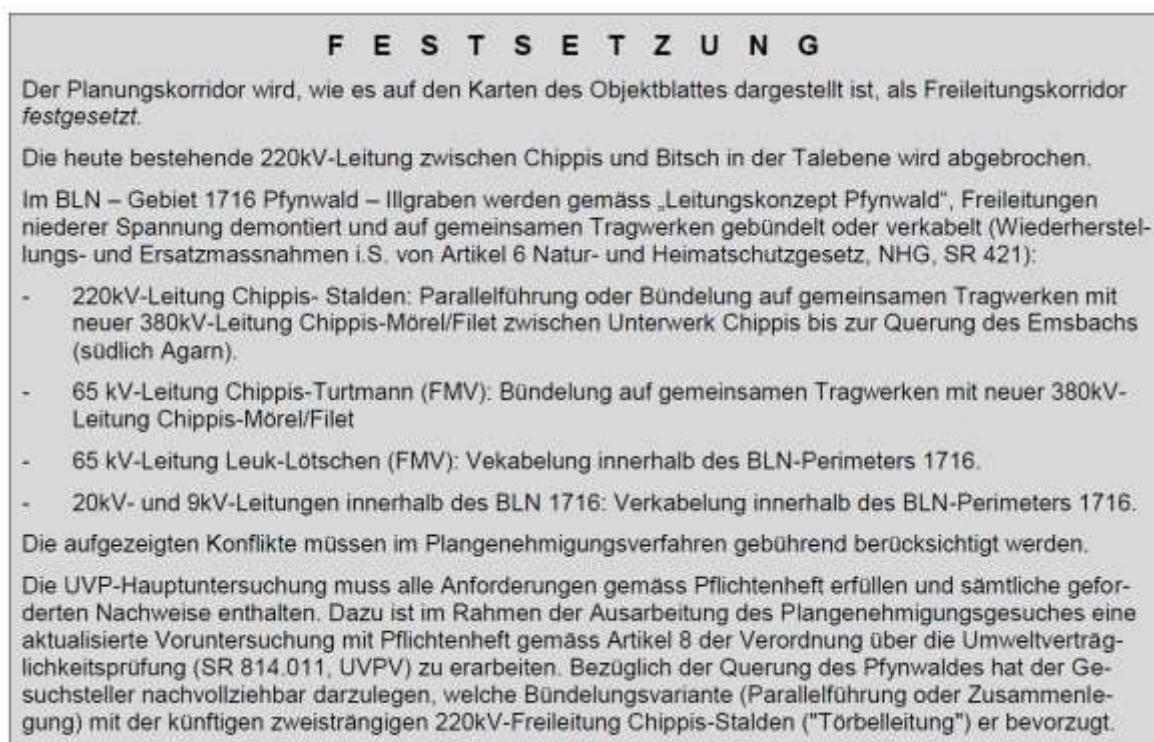 F E S T S E T Z U N G
Der Planungskorridor wird, wie es auf den Karten des Objektblattes dargestellt ist, als Freileitungskorridor
festgesetzt.
Die heute bestehende 220kV-Leitung zwischen Chippis und Bitsch in der Talebene wird abgebrochen.
Im BLN – Gebiet 1716 Pfynwald – Illgraben werden gemäss „Leitungskonzept Pfynwald", Freileitungen
niederer Spannung demontiert und auf gemeinsamen Tragwerken gebündelt oder verkabelt (Wiederherstel-
lungs- und Ersatzmassnahmen i.S. von Artikel 6 Natur- und Heimatschutzgesetz, NHG, SR 421):
- 220kV-Leitung Chippis- Stalden: Parallelführung oder Bündelung auf gemeinsamen Tragwerken mit
neuer 380kV-Leitung Chippis-Mörel/Filet zwischen Unterwerk Chippis bis zur Querung des Emsbachs
(südlich Agarn).
- 65 kV-Leitung Chippis-Turtmann (FMV): Bündelung auf gemeinsamen Tragwerken mit neuer 380kV-
Leitung Chippis-Mörel/Filet
- 65 kV-Leitung Leuk-Lötschen (FMV): Vekabelung innerhalb des BLN-Perimeters 1716.
- 20kV- und 9kV-Leitungen innerhalb des BLN 1716: Verkabelung innerhalb des BLN-Perimeters 1716.
Die aufgezeigten Konflikte müssen im Plangenehmigungsverfahren gebührend berücksichtigt werden.
Die UVP-Hauptuntersuchung muss alle Anforderungen gemäss Pflichtenheft erfüllen und sämtliche gefor-
derten Nachweise enthalten. Dazu ist im Rahmen der Ausarbeitung des Plangenehmigungsgesuches eine
aktualisierte Voruntersuchung mit Pflichtenheft gemäss Artikel 8 der Verordnung über die Umweltverträg-
lichkeitsprüfung (SR 814.011, UVPV) zu erarbeiten. Bezüglich der Querung des Pfynwaldes hat der Ge-
suchsteller nachvollziehbar darzulegen, welche Bündelungsvariante (Parallelführung oder Zusammenle-
gung) mit der künftigen zweisträngigen 220kV-Freileitung Chippis-Stalden ("Törbelleitung") er bevorzugt.